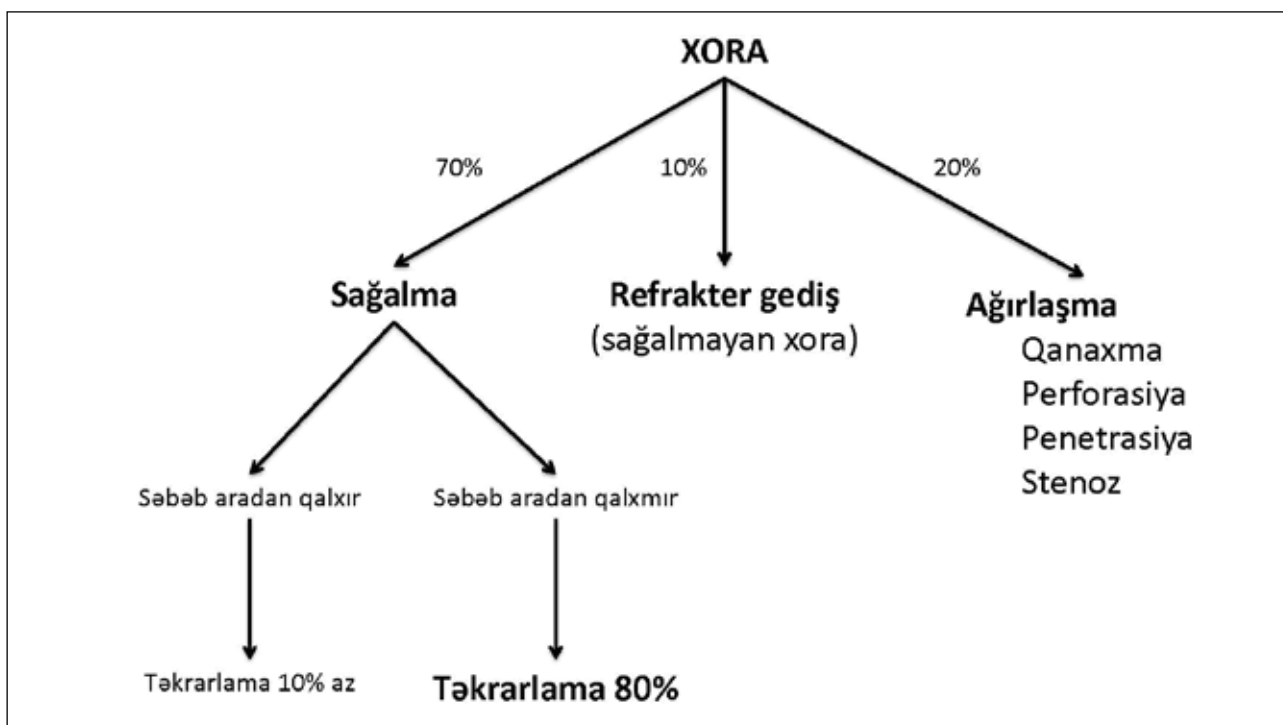 XORA
70%
10%
20%
Sağalma
Refrakter gediş
(sağalmayan xora)
Ağırlaşma
Qanaxma
Perforasiya
Penetrasiya
Stenoz
Səbəb aradan qalxır
Səbəb aradan qalxmır
Təkrarlama 10% az
Təkrarlama 80%